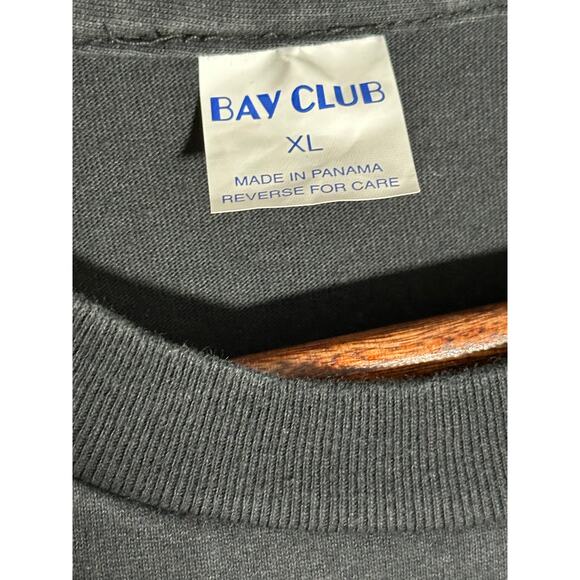 BAY CLUB
XL
MADE IN PANAMA
REVERSE FOR CARE